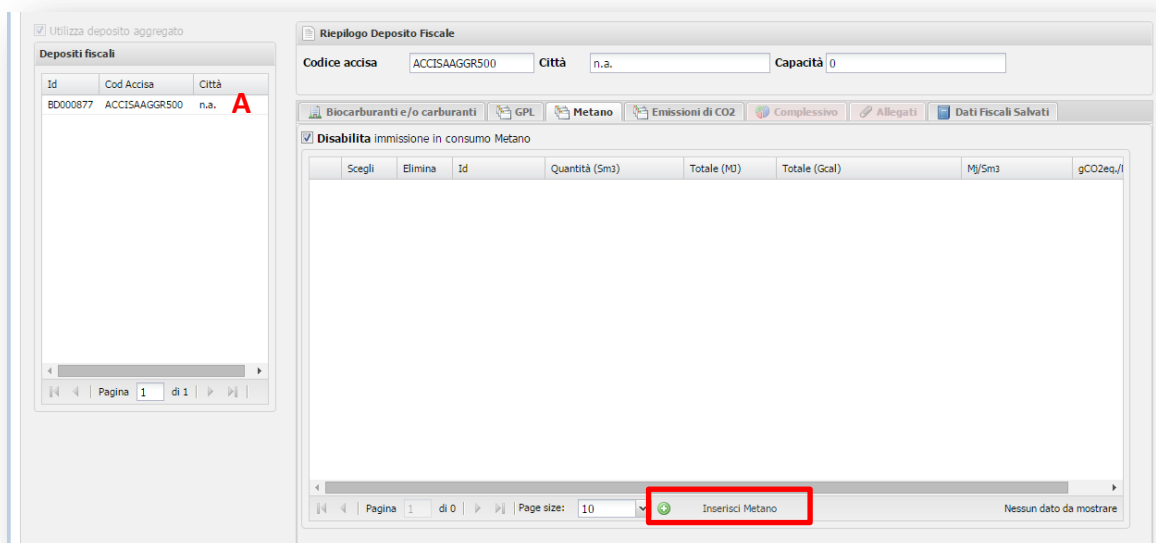 Utilizza deposito aggregato
Depositi fiscali
Id Cod Accisa Città
BD000877 ACCISAAGGR500 n.a. A
Pagina 1 di 1
Riepilogo Deposito Fiscale
Codice accisa ACCISAAGGR500 Città n.a. Capacità 0
Biocarburanti e/o carburanti GPL Metano Emissioni di CO2 Complessivo Allegati Dati Fiscali Salvati
Disabilita immissione in consumo Metano
Scegli Elimina Id Quantità (Sm3) Totale (MJ) Totale (Gcal) Mj/Sm3 gCO2eq./
Pagina 1 di 0 Page size: 10 Inserisci Metano Nessun dato da mostrare